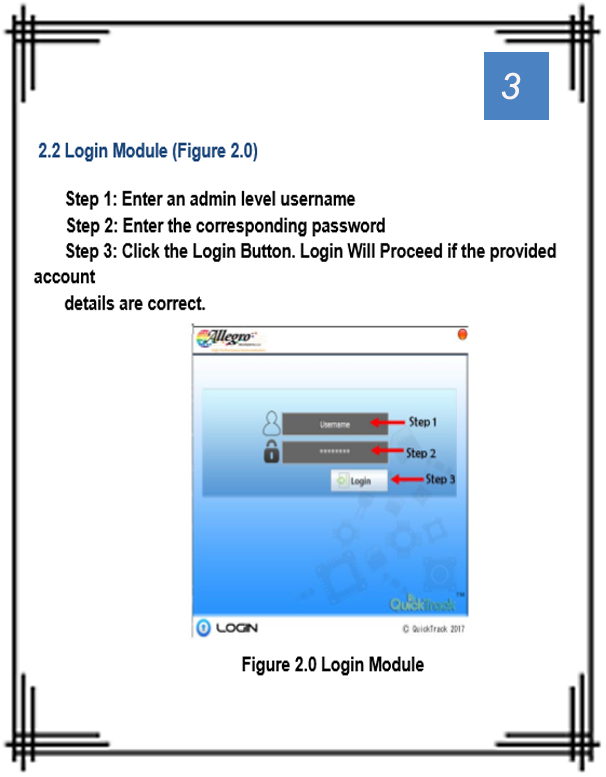 3
2.2 Login Module (Figure 2.0)
Step 1: Enter an admin level username
Step 2: Enter the corresponding password
Step 3: Click the Login Button. Login Will Proceed if the provided
account
details are correct.
Allegro
Username Step 1
******** Step 2
Login Step 3
QuickTrack™
LOGIN © QuickTrack 2017
Figure 2.0 Login Module